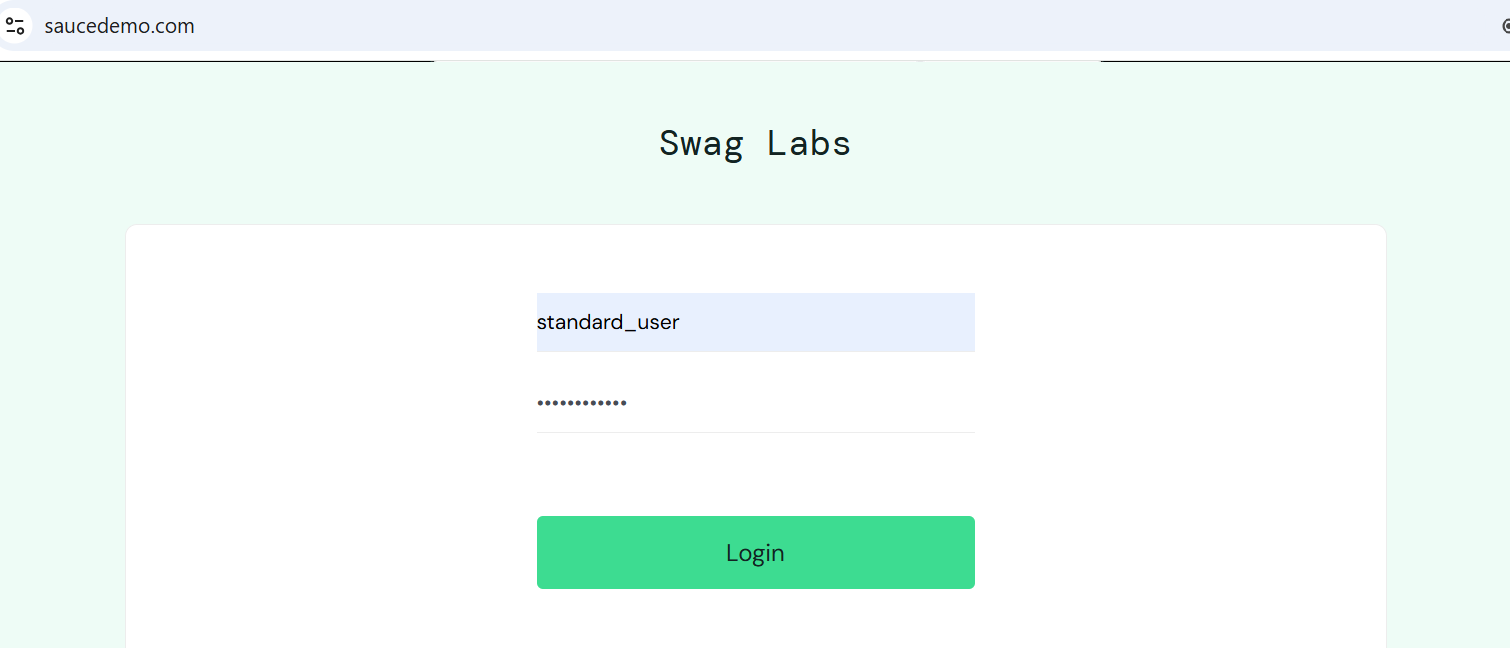 saucedemo.com
Swag Labs
standard_user
••••••••••••
Login